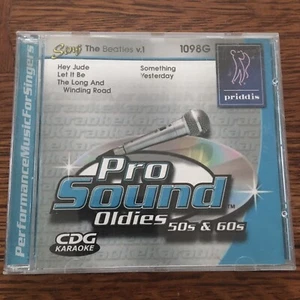 Sing The Beatles v.1 1098G
Hey Jude Something
Let It Be Yesterday
The Long And
Winding Road
priddis
PerformanceMusicForSingers
Pro
Sound™
Oldies 50s & 60s
CDG
KARAOKE